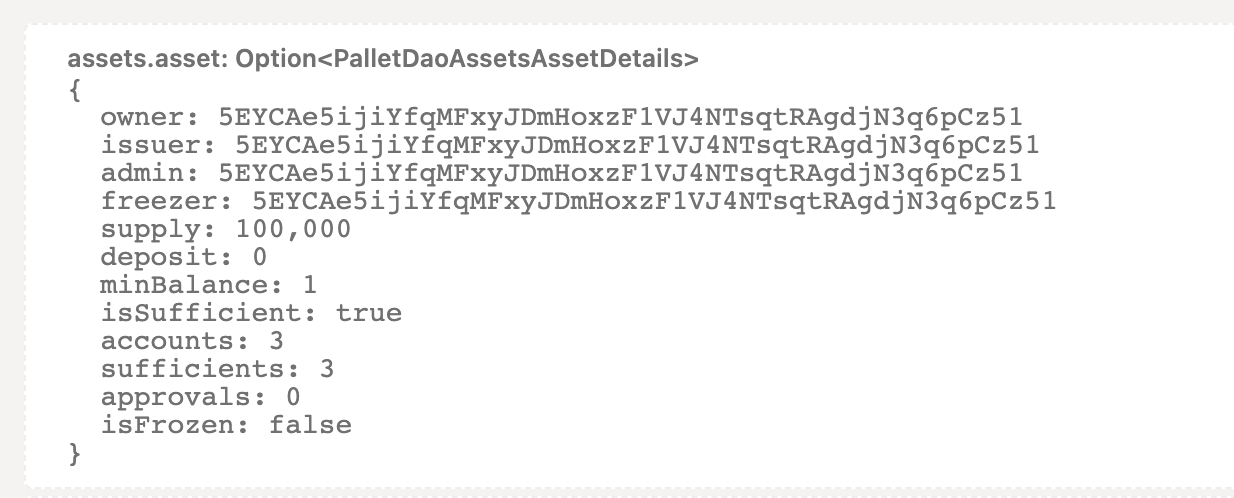 assets.asset: Option<PalletDaoAssetsAssetDetails>
{
owner: 5EYCAe5ijiYfqMFxyJDmHoxzF1VJ4NTsqtRAgdjN3q6pCz51
issuer: 5EYCAe5ijiYfqMFxyJDmHoxzF1VJ4NTsqtRAgdjN3q6pCz51
admin: 5EYCAe5ijiYfqMFxyJDmHoxzF1VJ4NTsqtRAgdjN3q6pCz51
freezer: 5EYCAe5ijiYfqMFxyJDmHoxzF1VJ4NTsqtRAgdjN3q6pCz51
supply: 100,000
deposit: 0
minBalance: 1
isSufficient: true
accounts: 3
sufficients: 3
approvals: 0
isFrozen: false
}